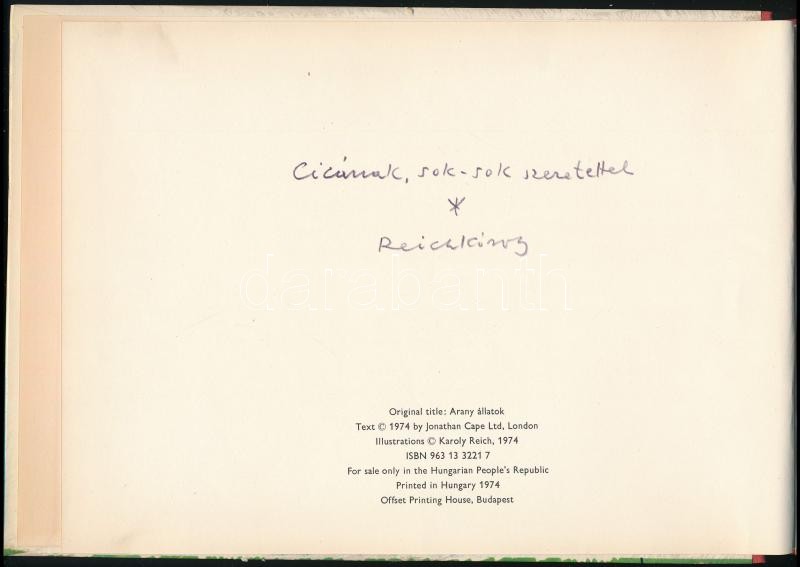 Cicának, sok-sok szeretettel
*
Reich Károly
darabanth
Original title: Arany állatok
Text © 1974 by Jonathan Cape Ltd, London
Illustrations © Karoly Reich, 1974
ISBN 963 13 3221 7
For sale only in the Hungarian People's Republic
Printed in Hungary 1974
Offset Printing House, Budapest